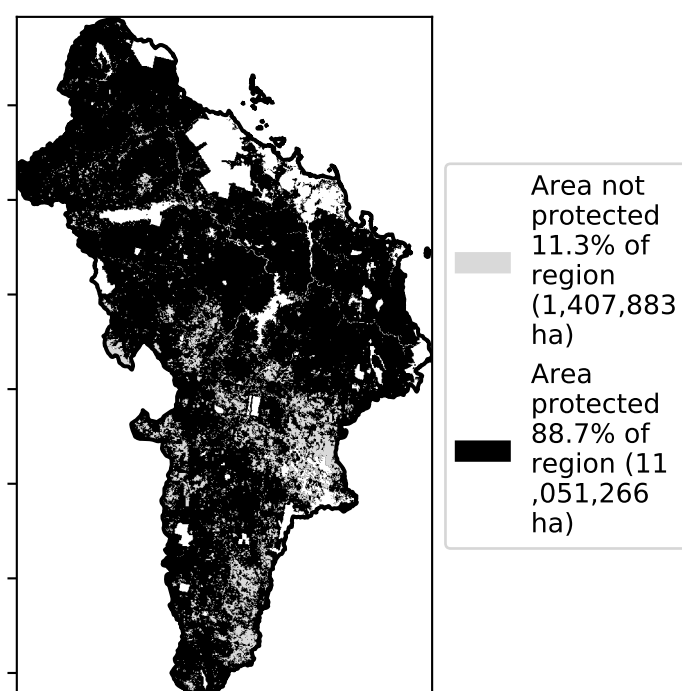 Area not
protected
11.3% of
region
(1,407,883
ha)
Area
protected
88.7% of
region (11
,051,266
ha)